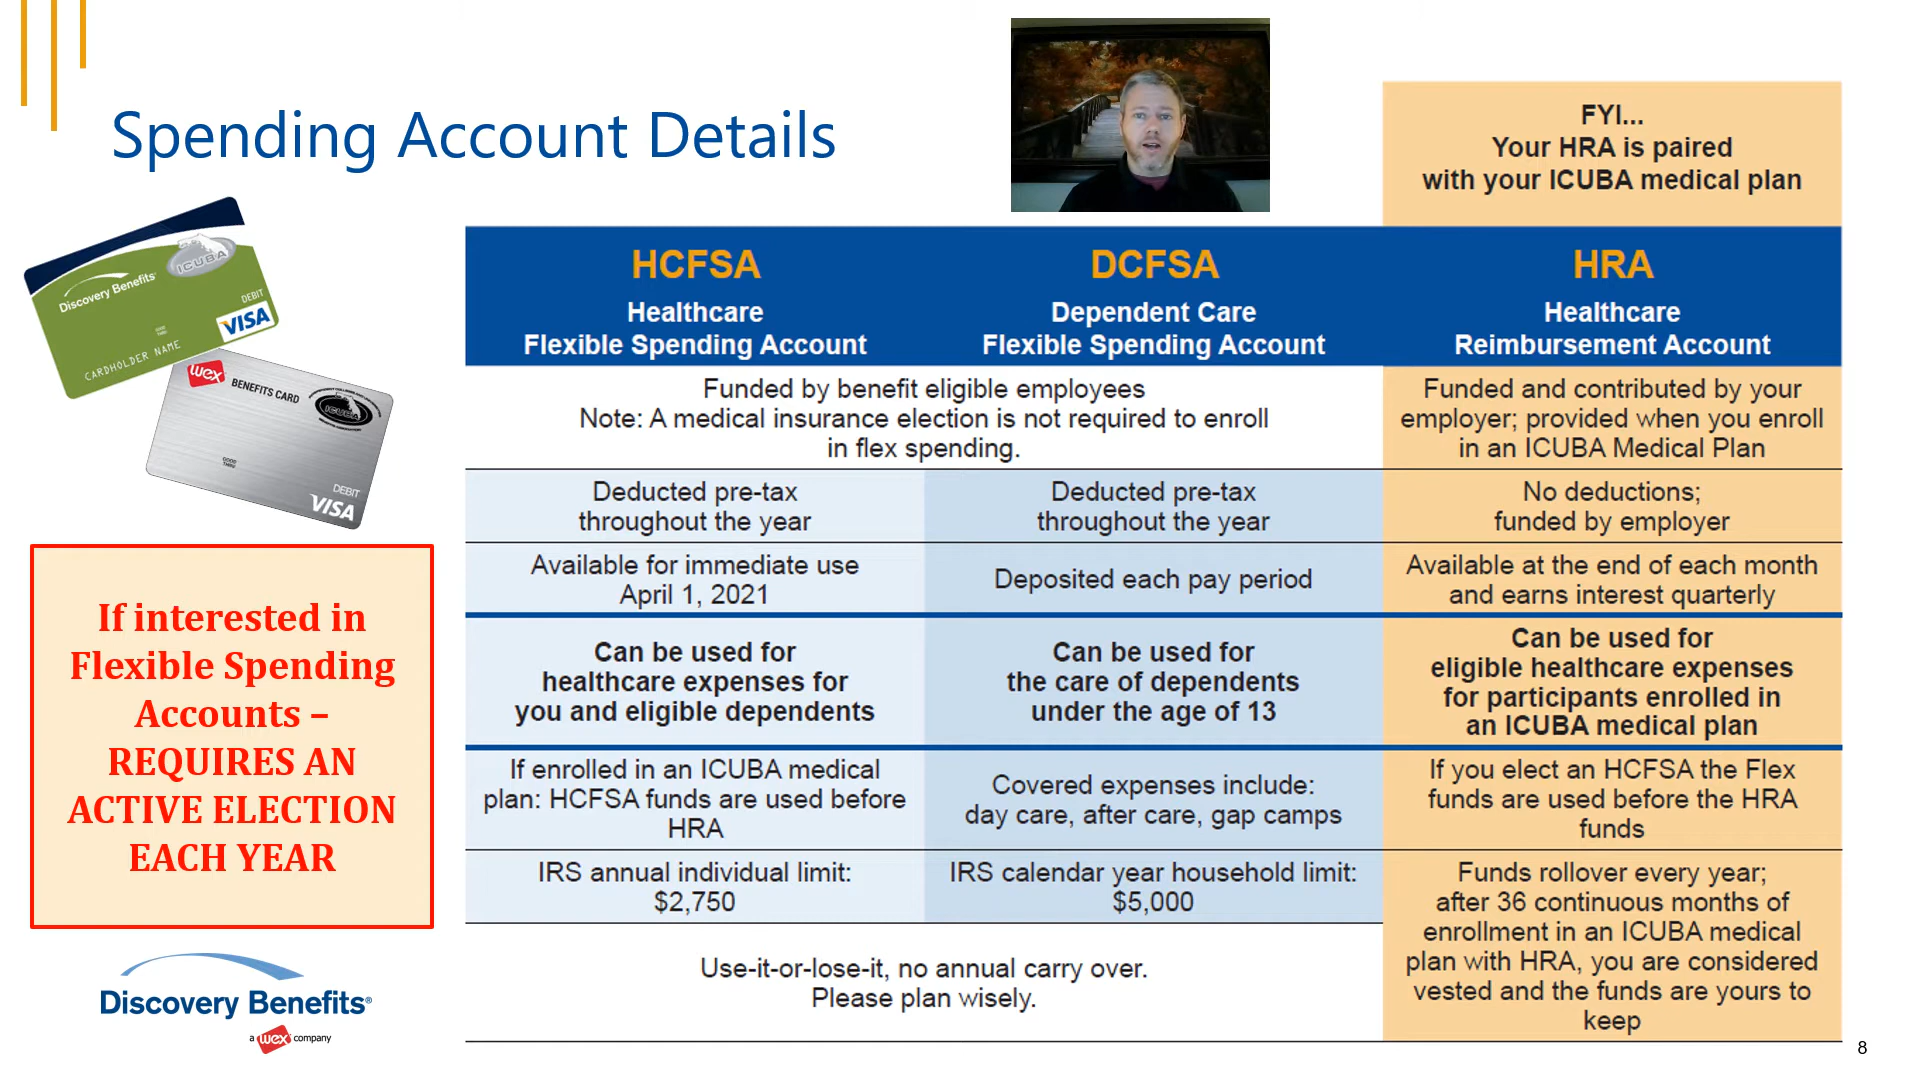 Spending Account Details
FYI...
Your HRA is paired
with your ICUBA medical plan
Discovery Benefits
ICUBA
DEBIT
VISA
GOOD
THRU
CARDHOLDER NAME
wex
BENEFITS CARD
ICUBA
GOOD
THRU
DEBIT
VISA
If interested in
Flexible Spending
Accounts –
REQUIRES AN
ACTIVE ELECTION
EACH YEAR
Discovery Benefits®
a wex company
HCFSA
Healthcare
Flexible Spending Account
DCFSA
Dependent Care
Flexible Spending Account
HRA
Healthcare
Reimbursement Account
Funded by benefit eligible employees
Note: A medical insurance election is not required to enroll
in flex spending.
Funded and contributed by your
employer; provided when you enroll
in an ICUBA Medical Plan
Deducted pre-tax
throughout the year
Deducted pre-tax
throughout the year
No deductions;
funded by employer
Available for immediate use
April 1, 2021
Deposited each pay period
Available at the end of each month
and earns interest quarterly
Can be used for
healthcare expenses for
you and eligible dependents
Can be used for
the care of dependents
under the age of 13
Can be used for
eligible healthcare expenses
for participants enrolled in
an ICUBA medical plan
If enrolled in an ICUBA medical
plan: HCFSA funds are used before
HRA
Covered expenses include:
day care, after care, gap camps
If you elect an HCFSA the Flex
funds are used before the HRA
funds
IRS annual individual limit:
$2,750
IRS calendar year household limit:
$5,000
Funds rollover every year;
after 36 continuous months of
enrollment in an ICUBA medical
plan with HRA, you are considered
vested and the funds are yours to
keep
Use-it-or-lose-it, no annual carry over.
Please plan wisely.
8